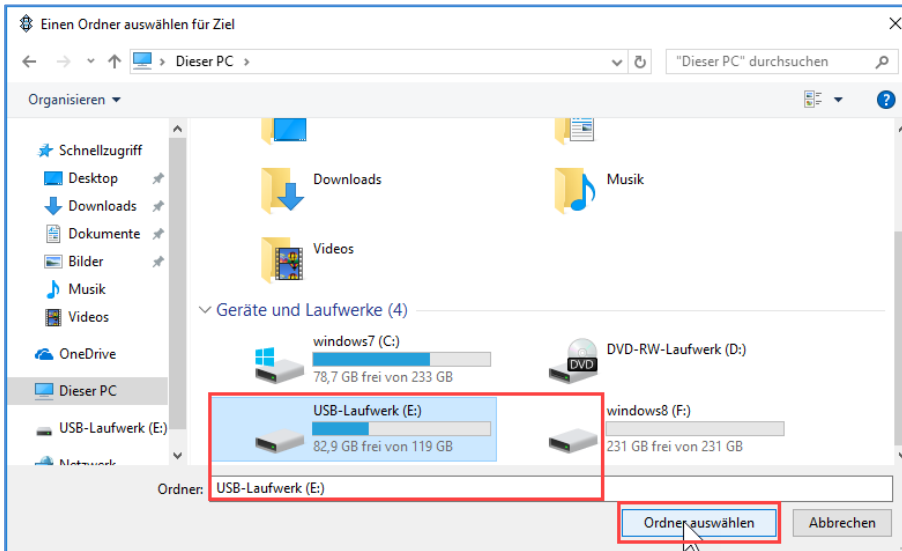 Einen Ordner auswählen für Ziel
Dieser PC
"Dieser PC" durchsuchen
Organisieren
Schnellzugriff
Desktop
Downloads
Dokumente
Bilder
Musik
Videos
OneDrive
Dieser PC
USB-Laufwerk (E:)
Netzwerk
Downloads
Musik
Videos
Geräte und Laufwerke (4)
windows7 (C:)
78,7 GB frei von 233 GB
DVD-RW-Laufwerk (D:)
DVD
USB-Laufwerk (E:)
82,9 GB frei von 119 GB
windows8 (F:)
231 GB frei von 231 GB
Ordner: USB-Laufwerk (E:)
Ordner auswählen
Abbrechen